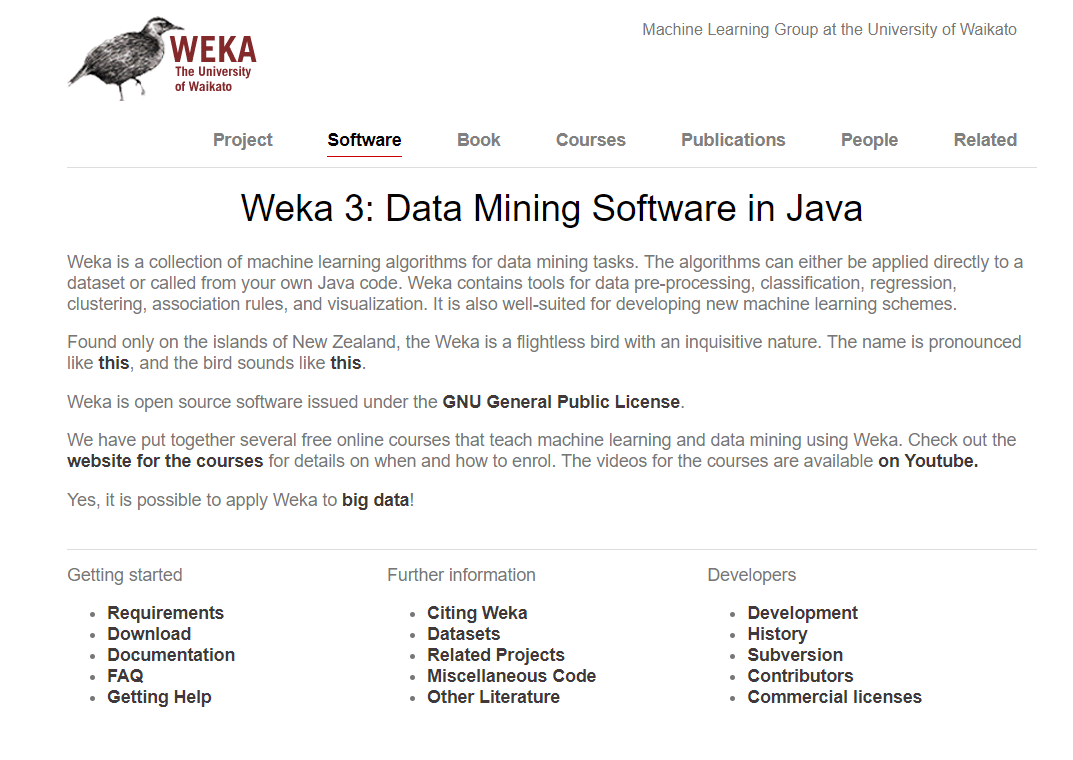 WEKA
The University
of Waikato
Machine Learning Group at the University of Waikato
Project Software Book Courses Publications People Related
Weka 3: Data Mining Software in Java
Weka is a collection of machine learning algorithms for data mining tasks. The algorithms can either be applied directly to a
dataset or called from your own Java code. Weka contains tools for data pre-processing, classification, regression,
clustering, association rules, and visualization. It is also well-suited for developing new machine learning schemes.
Found only on the islands of New Zealand, the Weka is a flightless bird with an inquisitive nature. The name is pronounced
like this, and the bird sounds like this.
Weka is open source software issued under the GNU General Public License.
We have put together several free online courses that teach machine learning and data mining using Weka. Check out the
website for the courses for details on when and how to enrol. The videos for the courses are available on Youtube.
Yes, it is possible to apply Weka to big data!
Getting started
• Requirements
• Download
• Documentation
• FAQ
• Getting Help
Further information
• Citing Weka
• Datasets
• Related Projects
• Miscellaneous Code
• Other Literature
Developers
• Development
• History
• Subversion
• Contributors
• Commercial licenses